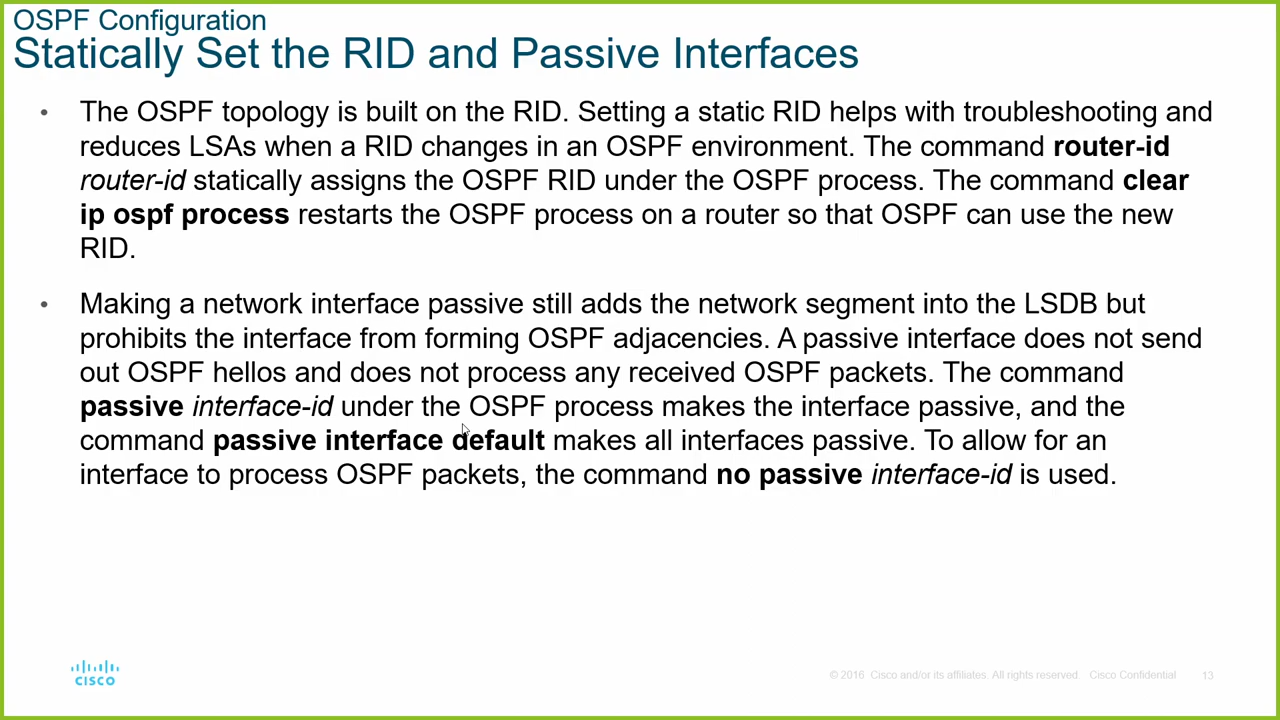 OSPF Configuration
Statically Set the RID and Passive Interfaces
• The OSPF topology is built on the RID. Setting a static RID helps with troubleshooting and
reduces LSAs when a RID changes in an OSPF environment. The command router-id
router-id statically assigns the OSPF RID under the OSPF process. The command clear
ip ospf process restarts the OSPF process on a router so that OSPF can use the new
RID.
• Making a network interface passive still adds the network segment into the LSDB but
prohibits the interface from forming OSPF adjacencies. A passive interface does not send
out OSPF hellos and does not process any received OSPF packets. The command
passive interface-id under the OSPF process makes the interface passive, and the
command passive interface default makes all interfaces passive. To allow for an
interface to process OSPF packets, the command no passive interface-id is used.
CISCO
© 2016 Cisco and/or its affiliates. All rights reserved. Cisco Confidential 13